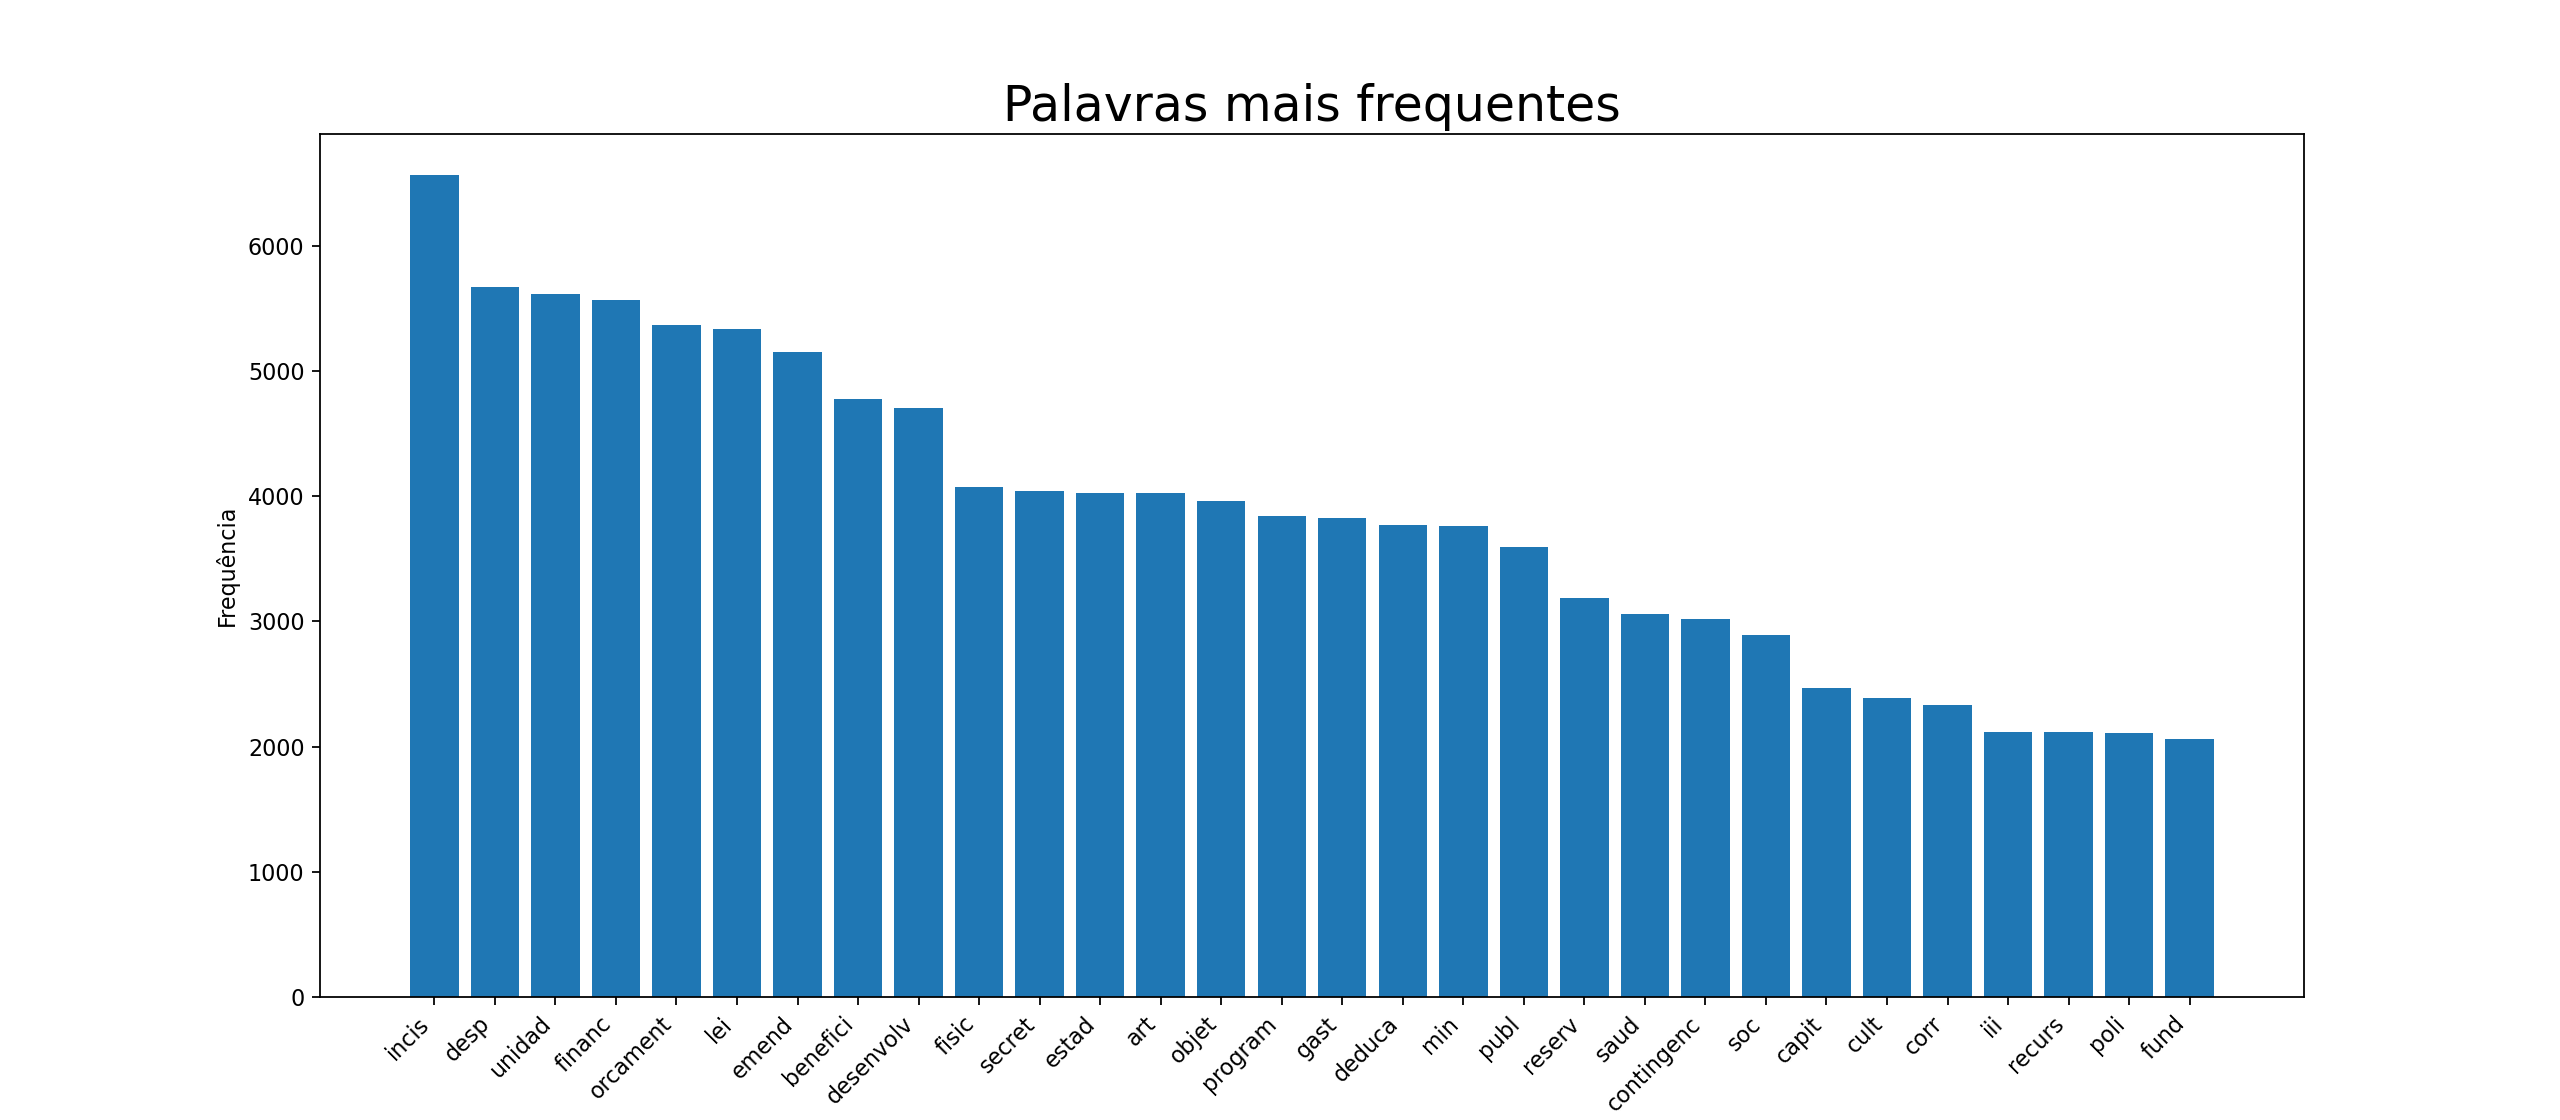 Palavras mais frequentes
Frequência
6000
5000
4000
3000
2000
1000
0
incis
desp
unidad
financ
orcament
lei
emend
benefici
desenvolv
fisic
secret
estad
art
objet
program
gast
deduca
min
publ
reserv
saud
contingenc
soc
capit
cult
corr
iii
recurs
poli
fund